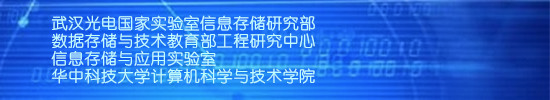 武汉光电国家实验室信息存储研究部
数据存储与技术教育部工程研究中心
信息存储与应用实验室
华中科技大学计算机科学与技术学院